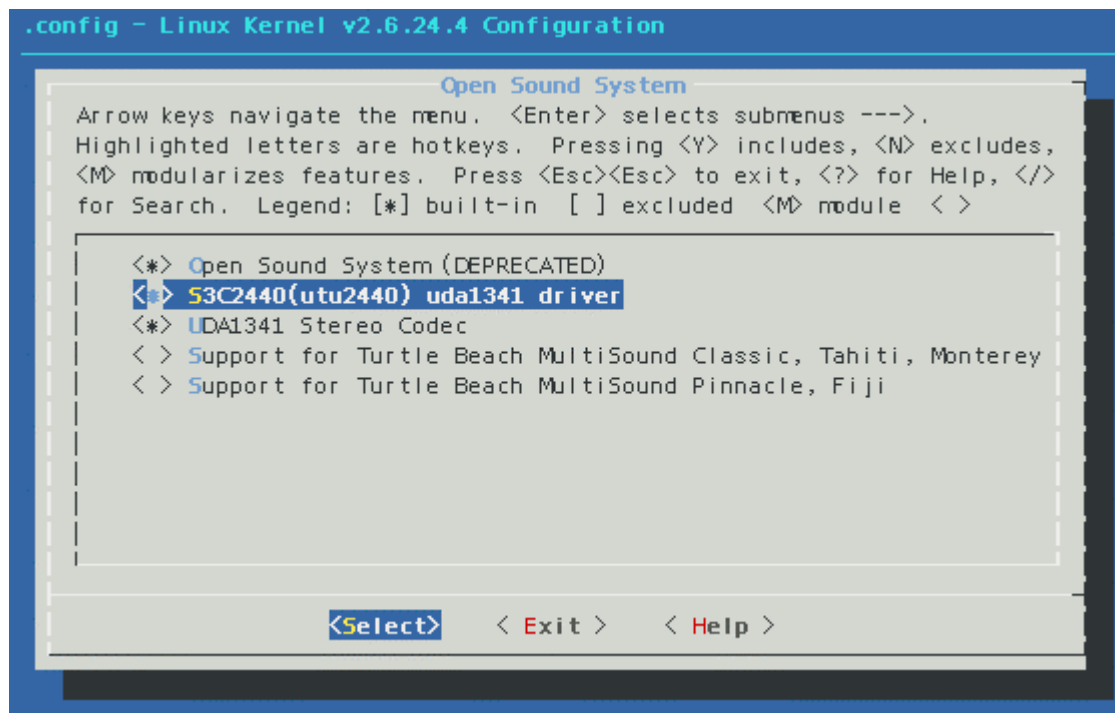 .config - Linux Kernel v2.6.24.4 Configuration
Open Sound System
Arrow keys navigate the menu.  <Enter> selects submenus --->.
Highlighted letters are hotkeys.  Pressing <Y> includes, <N> excludes,
<M> modularizes features.  Press <Esc><Esc> to exit, <?> for Help, </>
for Search.  Legend: [*] built-in  [ ] excluded  <M> module  < >
<*> Open Sound System (DEPRECATED)
<*> S3C2440(utu2440) uda1341 driver
<*> UDA1341 Stereo Codec
< > Support for Turtle Beach MultiSound Classic, Tahiti, Monterey
< > Support for Turtle Beach MultiSound Pinnacle, Fiji
<Select>    < Exit >    < Help >